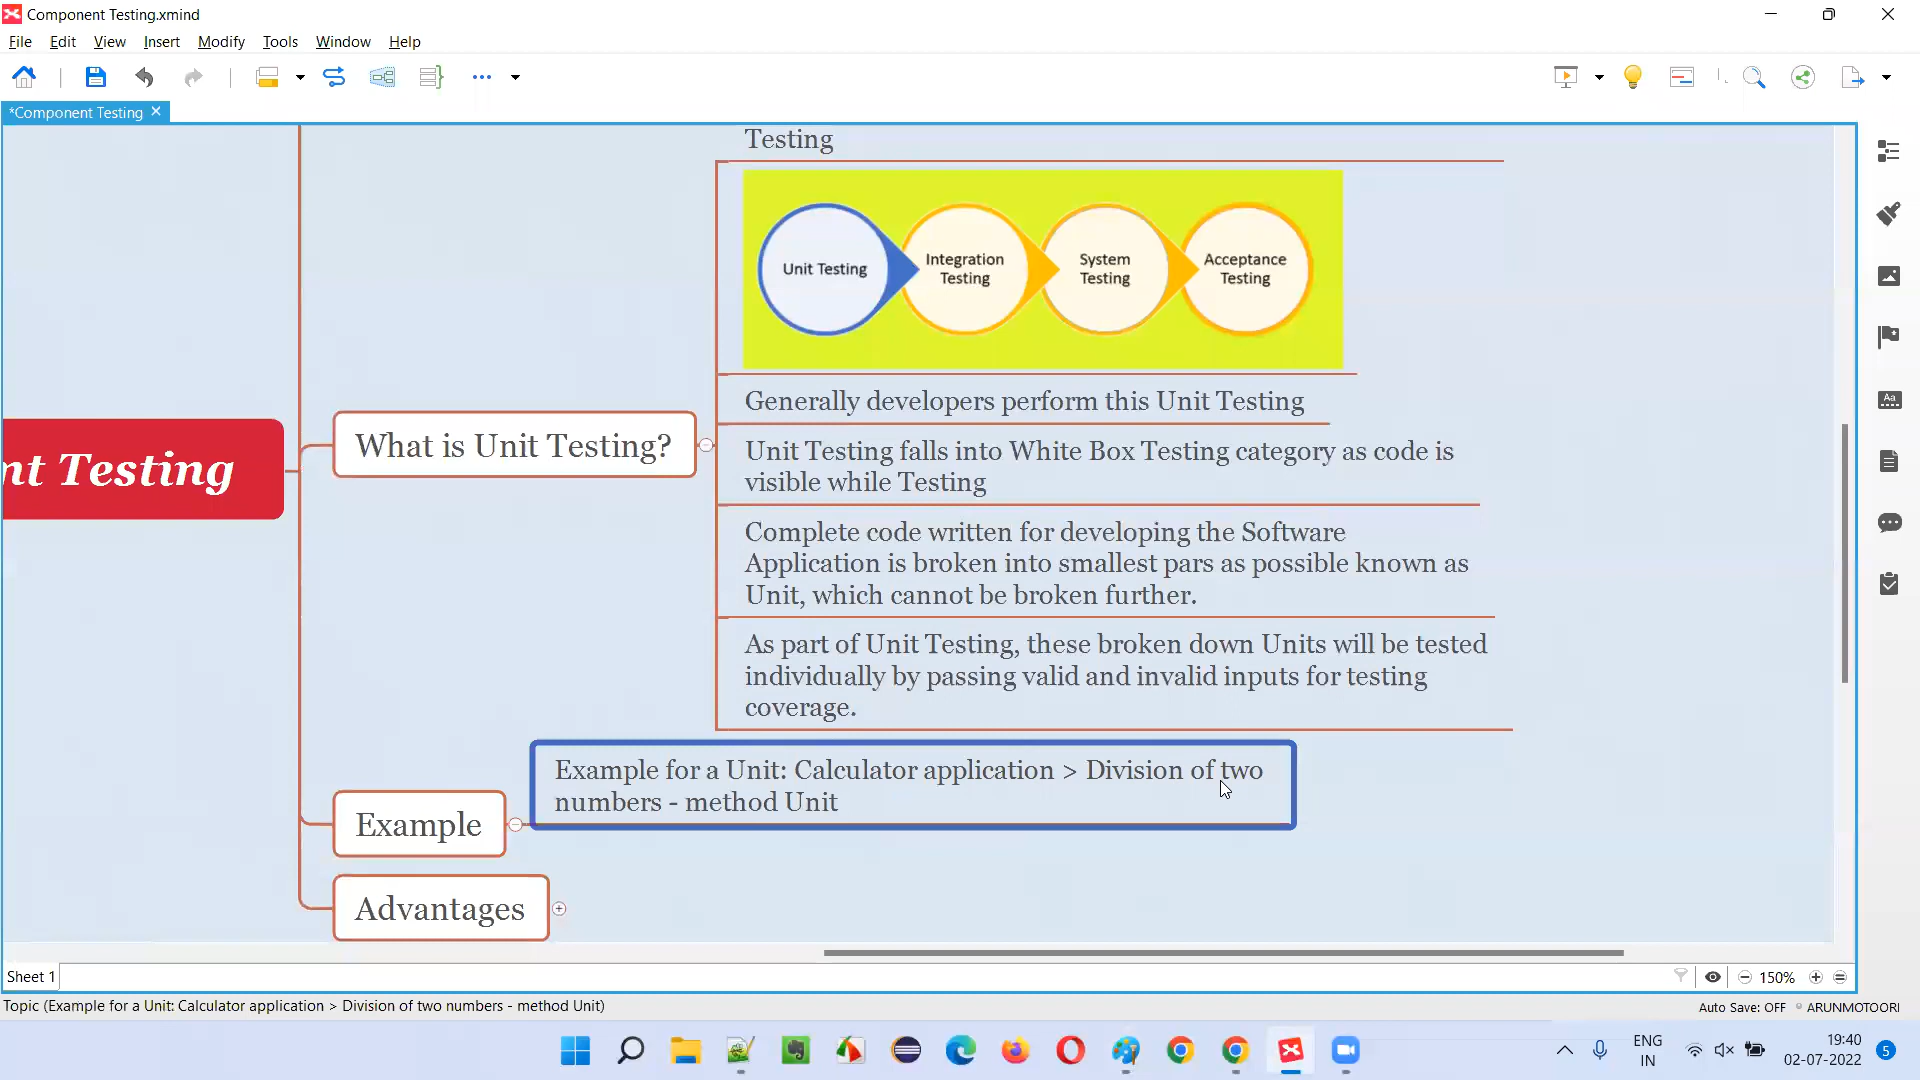 Component Testing.xmind
File Edit View Insert Modify Tools Window Help
*Component Testing
Testing
Unit Testing
Integration
Testing
System
Testing
Acceptance
Testing
Generally developers perform this Unit Testing
What is Unit Testing?
Unit Testing falls into White Box Testing category as code is
visible while Testing
nt Testing
Complete code written for developing the Software
Application is broken into smallest pars as possible known as
Unit, which cannot be broken further.
As part of Unit Testing, these broken down Units will be tested
individually by passing valid and invalid inputs for testing
coverage.
Example for a Unit: Calculator application > Division of two
numbers - method Unit
Example
Advantages
Sheet 1
150%
Topic (Example for a Unit: Calculator application > Division of two numbers - method Unit)
Auto Save: OFF
ARUNMOTOORI
ENG
IN
19:40
02-07-2022
5
Aa